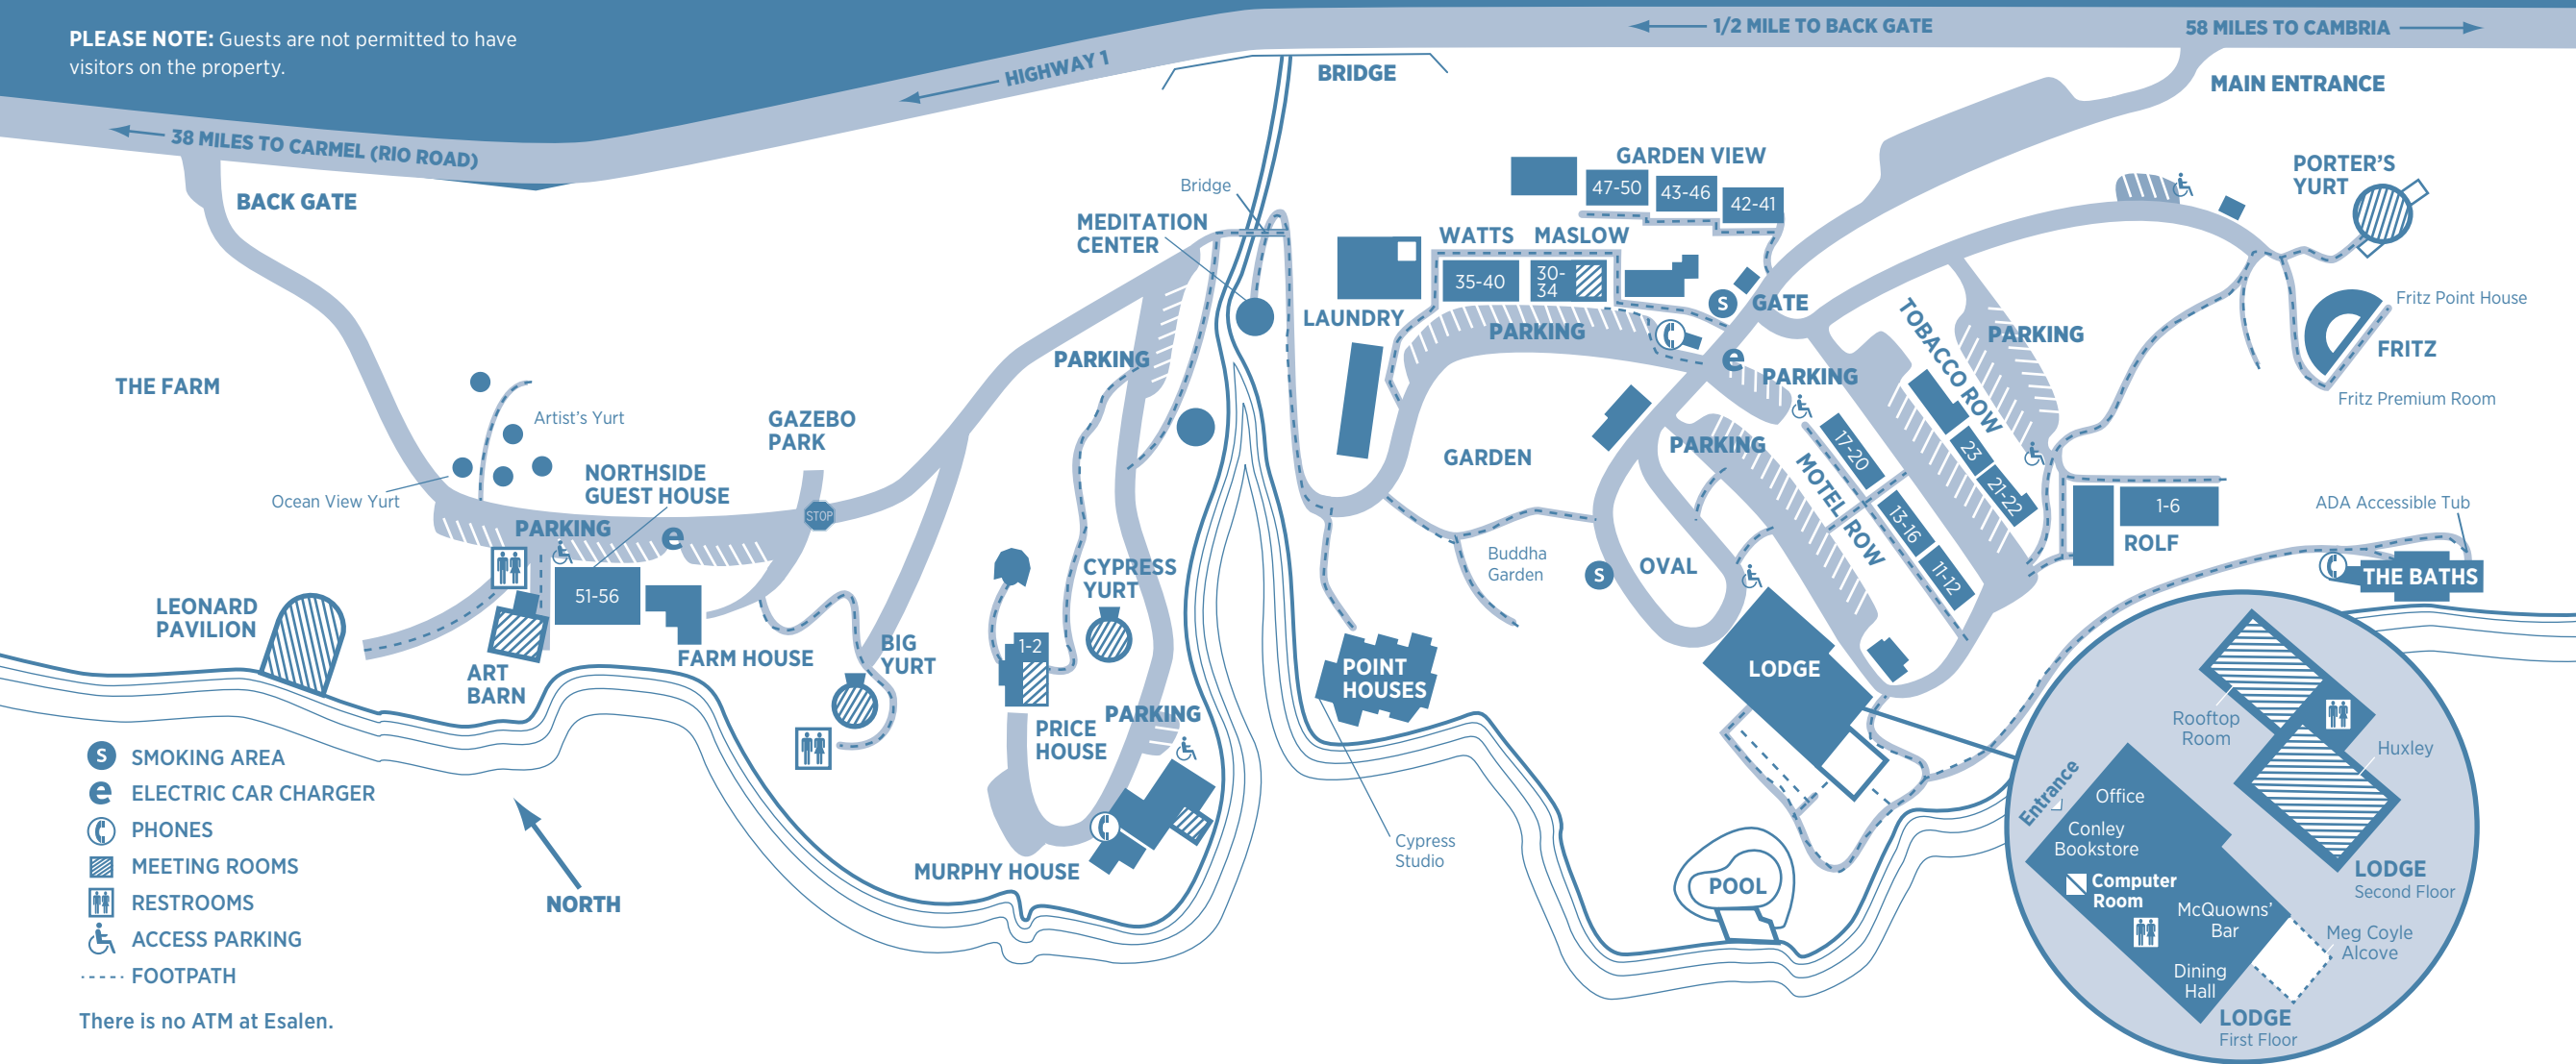 PLEASE NOTE: Guests are not permitted to have
visitors on the property.
1/2 MILE TO BACK GATE
58 MILES TO CAMBRIA
HIGHWAY 1
BRIDGE
MAIN ENTRANCE
38 MILES TO CARMEL (RIO ROAD)
BACK GATE
GARDEN VIEW
47-50
43-46
42-41
PORTER'S
YURT
Bridge
MEDITATION
CENTER
WATTS
MASLOW
35-40
30-
34
S
GATE
LAUNDRY
PARKING
e
PARKING
TOBACCO ROW
PARKING
Fritz Point House
FRITZ
Fritz Premium Room
PARKING
THE FARM
Artist's Yurt
GAZEBO
PARK
NORTHSIDE
GUEST HOUSE
Ocean View Yurt
PARKING
e
STOP
GARDEN
PARKING
17-20
MOTEL ROW
13-16
11-12
23
21-22
1-6
ROLF
ADA Accessible Tub
THE BATHS
Buddha
Garden
S
OVAL
LEONARD
PAVILION
51-56
ART
BARN
FARM HOUSE
BIG
YURT
CYPRESS
YURT
1-2
PRICE
HOUSE
PARKING
MURPHY HOUSE
POINT
HOUSES
Cypress
Studio
LODGE
POOL
Rooftop
Room
Huxley
LODGE
Second Floor
Entrance
Office
Conley
Bookstore
Computer
Room
McQuowns'
Bar
Dining
Hall
Meg Coyle
Alcove
LODGE
First Floor
S SMOKING AREA
e ELECTRIC CAR CHARGER
PHONES
MEETING ROOMS
RESTROOMS
ACCESS PARKING
FOOTPATH
There is no ATM at Esalen.
NORTH